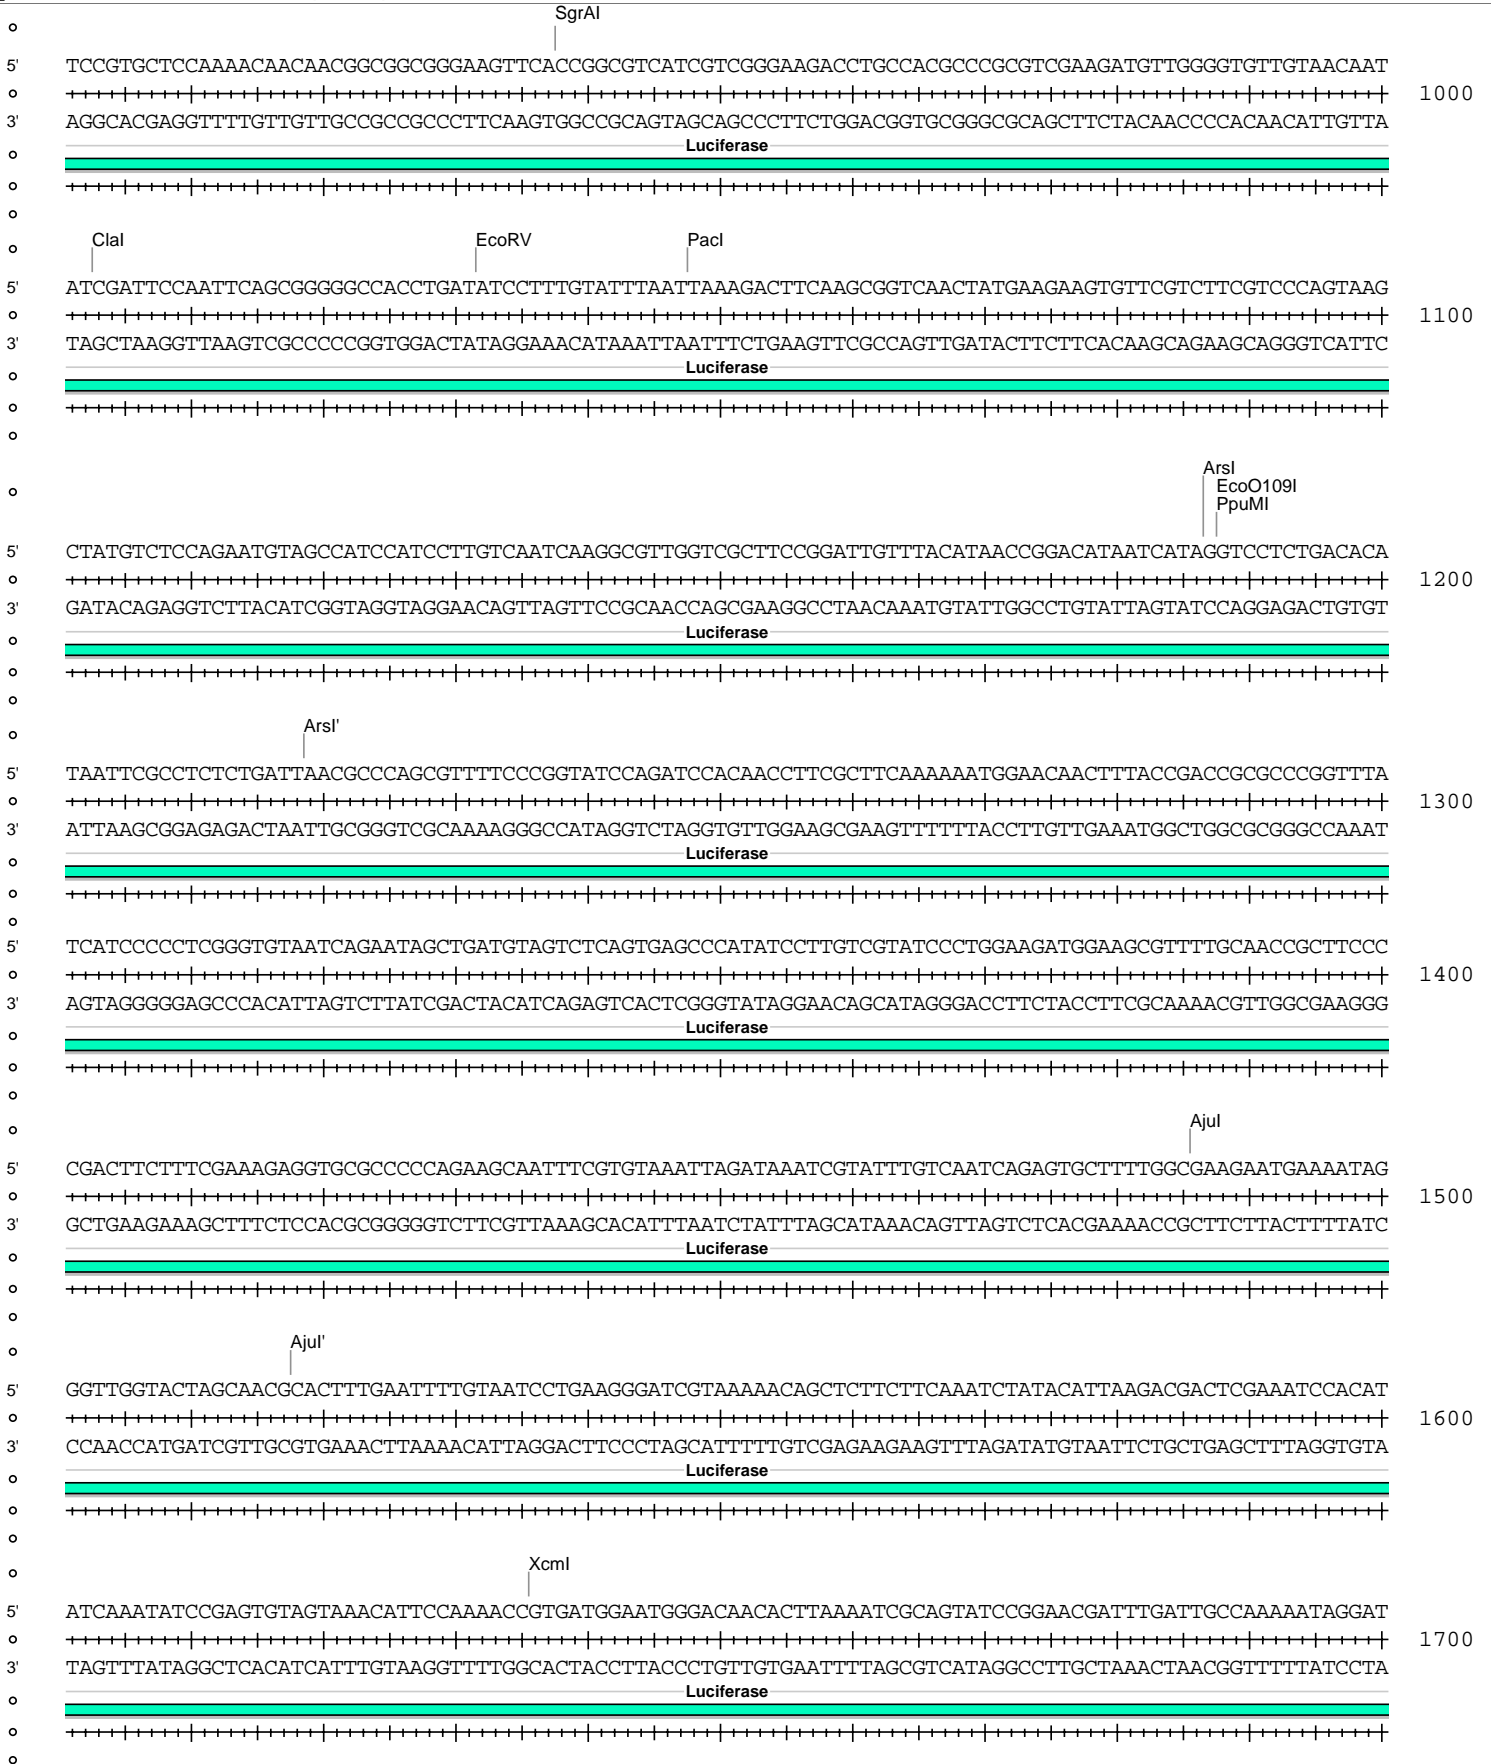 SgrAI
5' TCCGTGCTCCAAAACAACAACGGCGGCGGGAAGTTCACCGGCGTCATCGTCGGGAAGACCTGCCACGCCCGCGTCGAAGATGTTGGGGTGTTGTAACAAT
1000
3' AGGCACGAGGTTTTGTTGTTGCCGCCGCCCTTCAAGTGGCCGCAGTAGCAGCCCTTCTGGACGGTGCGGGCGCAGCTTCTACAACCCCACAACATTGTTA
Luciferase
ClaI EcoRV PacI
5' ATCGATTCCAATTCAGCGGGGGCCACCTGATATCCTTTGTATTTAATTAAAGACTTCAAGCGGTCAACTATGAAGAAGTGTTCGTCTTCGTCCCAGTAAG
1100
3' TAGCTAAGGTTAAGTCGCCCCCGGTGGACTATAGGAAACATAAATTAATTTCTGAAGTTCGCCAGTTGATACTTCTTCACAAGCAGAAGCAGGGTCATTC
Luciferase
ArsI
EcoO109I
PpuMI
5' CTATGTCTCCAGAATGTAGCCATCCATCCTTGTCAATCAAGGCGTTGGTCGCTTCCGGATTGTTTACATAACCGGACATAATCATAGGTCCTCTGACACA
1200
3' GATACAGAGGTCTTACATCGGTAGGTAGGAACAGTTAGTTCCGCAACCAGCGAAGGCCTAACAAATGTATTGGCCTGTATTAGTATCCAGGAGACTGTGT
Luciferase
ArsI'
5' TAATTCGCCTCTCTGATTAACGCCCAGCGTTTTCCCGGTATCCAGATCCACAACCTTCGCTTCAAAAAATGGAACAACTTTACCGACCGCGCCCGGTTTA
1300
3' ATTAAGCGGAGAGACTAATTGCGGGTCGCAAAAGGGCCATAGGTCTAGGTGTTGGAAGCGAAGTTTTTTACCTTGTTGAAATGGCTGGCGCGGGCCAAAT
Luciferase
5' TCATCCCCCTCGGGTGTAATCAGAATAGCTGATGTAGTCTCAGTGAGCCCATATCCTTGTCGTATCCCTGGAAGATGGAAGCGTTTTGCAACCGCTTCCC
1400
3' AGTAGGGGGAGCCCACATTAGTCTTATCGACTACATCAGAGTCACTCGGGTATAGGAACAGCATAGGGACCTTCTACCTTCGCAAAACGTTGGCGAAGGG
Luciferase
AjuI
5' CGACTTCTTTCGAAAGAGGTGCGCCCCCAGAAGCAATTTCGTGTAAATTAGATAAATCGTATTTGTCAATCAGAGTGCTTTTGGCGAAGAATGAAAATAG
1500
3' GCTGAAGAAAGCTTTCTCCACGCGGGGGTCTTCGTTAAAGCACATTTAATCTATTTAGCATAAACAGTTAGTCTCACGAAAACCGCTTCTTACTTTTATC
Luciferase
AjuI'
5' GGTTGGTACTAGCAACGCACTTTGAATTTTGTAATCCTGAAGGGATCGTAAAAACAGCTCTTCTTCAAATCTATACATTAAGACGACTCGAAATCCACAT
1600
3' CCAACCATGATCGTTGCGTGAAACTTAAAACATTAGGACTTCCCTAGCATTTTTGTCGAGAAGAAGTTTAGATATGTAATTCTGCTGAGCTTTAGGTGTA
Luciferase
XcmI
5' ATCAAATATCCGAGTGTAGTAAACATTCCAAAACCGTGATGGAATGGGACAACACTTAAAATCGCAGTATCCGGAACGATTTGATTGCCAAAAATAGGAT
1700
3' TAGTTTATAGGCTCACATCATTTGTAAGGTTTTGGCACTACCTTACCCTGTTGTGAATTTTAGCGTCATAGGCCTTGCTAAACTAACGGTTTTTATCCTA
Luciferase